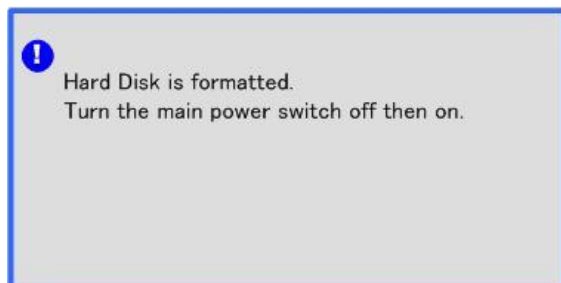 Hard Disk is formatted.
Turn the main power switch off then on.